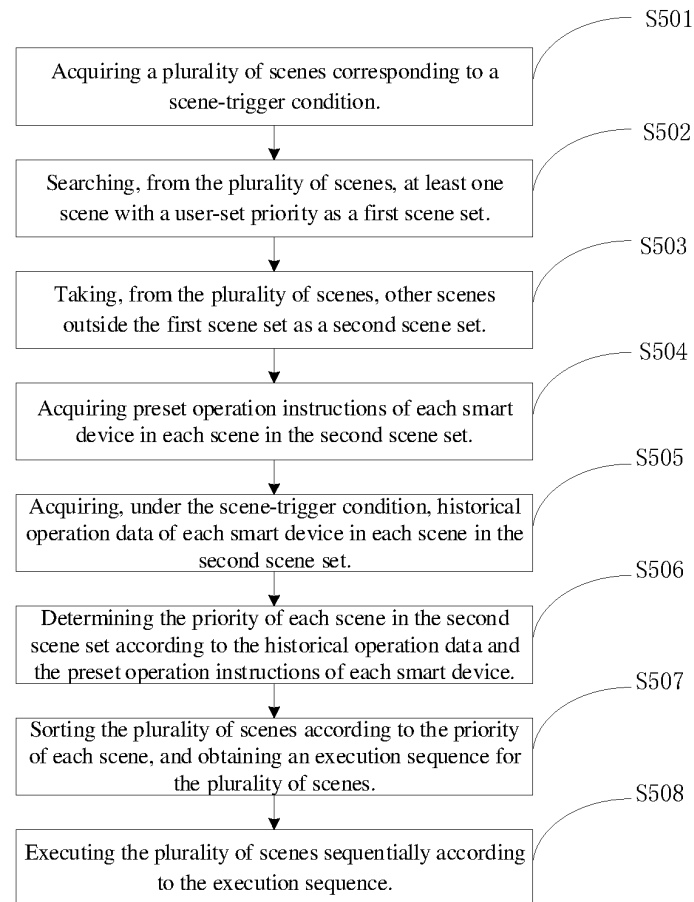 S501
Acquiring a plurality of scenes corresponding to a
scene-trigger condition.
S502
Searching, from the plurality of scenes, at least one
scene with a user-set priority as a first scene set.
S503
Taking, from the plurality of scenes, other scenes
outside the first scene set as a second scene set.
S504
Acquiring preset operation instructions of each smart
device in each scene in the second scene set.
S505
Acquiring, under the scene-trigger condition, historical
operation data of each smart device in each scene in the
second scene set.
S506
Determining the priority of each scene in the second
scene set according to the historical operation data and
the preset operation instructions of each smart device.
S507
Sorting the plurality of scenes according to the priority
of each scene, and obtaining an execution sequence for
the plurality of scenes.
S508
Executing the plurality of scenes sequentially according
to the execution sequence.